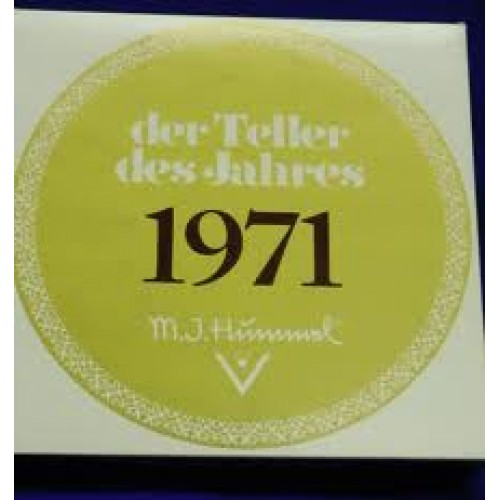 der Teller
des Jahres
1971
M.J. Hummel